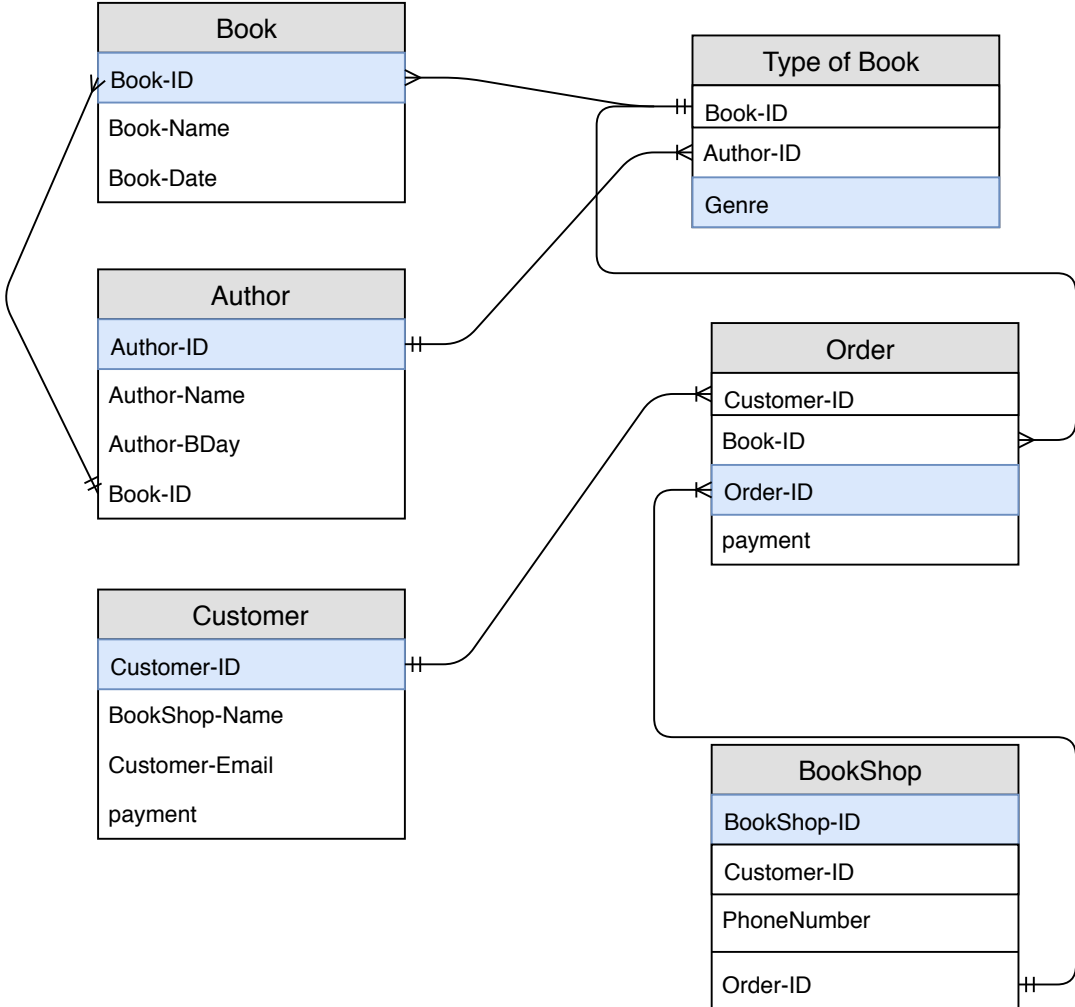 Book
Book-ID
Book-Name
Book-Date
Type of Book
Book-ID
Author-ID
Genre
Author
Author-ID
Author-Name
Author-BDay
Book-ID
Order
Customer-ID
Book-ID
Order-ID
payment
Customer
Customer-ID
BookShop-Name
Customer-Email
payment
BookShop
BookShop-ID
Customer-ID
PhoneNumber
Order-ID